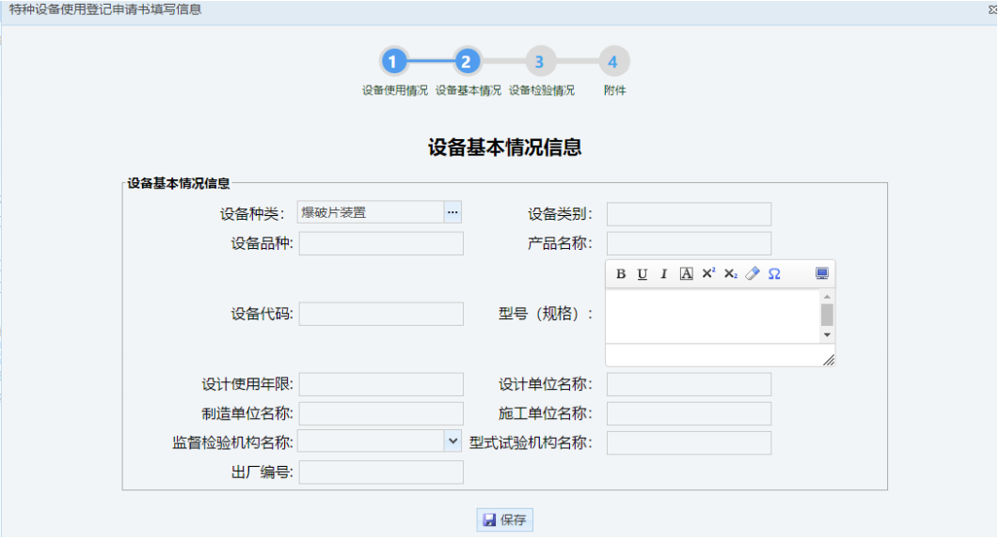 特种设备使用登记申请书填写信息
1 2 3 4
设备使用情况 设备基本情况 设备检验情况 附件
设备基本情况信息
设备基本情况信息
设备种类: 爆破片装置 ... 设备类别:
设备品种: 产品名称:
B U I A X² X₂ Ω
设备代码: 型号（规格）:
设计使用年限: 设计单位名称:
制造单位名称: 施工单位名称:
监督检验机构名称: 型式试验机构名称:
出厂编号:
保存